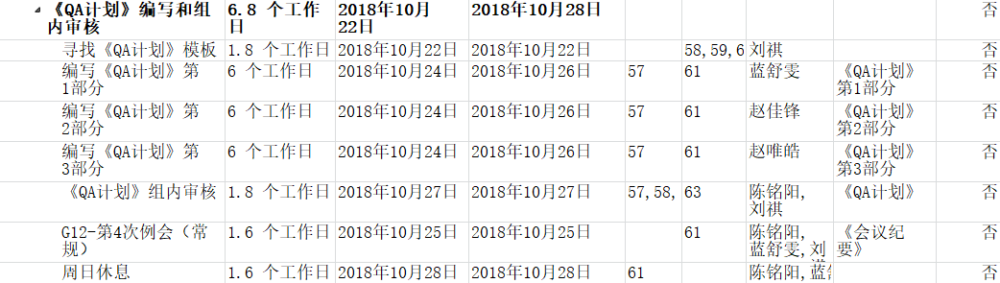 《QA计划》编写和组 6.8 个工作 2018年10月 2018年10月28日 否
内审核 日 22日
寻找《QA计划》模板 1.8 个工作日 2018年10月22日 2018年10月22日 58,59,6 刘祺
编写《QA计划》第 6 个工作日 2018年10月24日 2018年10月26日 57 61 蓝舒雯 《QA计划》 否
1部分 第1部分
编写《QA计划》第 6 个工作日 2018年10月24日 2018年10月26日 57 61 赵佳锋 《QA计划》 否
2部分 第2部分
编写《QA计划》第 6 个工作日 2018年10月24日 2018年10月26日 57 61 赵唯皓 《QA计划》 否
3部分 第3部分
《QA计划》组内审核 1.8 个工作日 2018年10月27日 2018年10月27日 57,58, 63 陈铭阳, 《QA计划》 否
刘祺
G12-第4次例会（常 1.6 个工作日 2018年10月25日 2018年10月25日 61 陈铭阳, 《会议纪 否
规） 蓝舒雯,刘 要》
周日休息 1.6 个工作日 2018年10月28日 2018年10月28日 61 陈铭阳,蓝 否